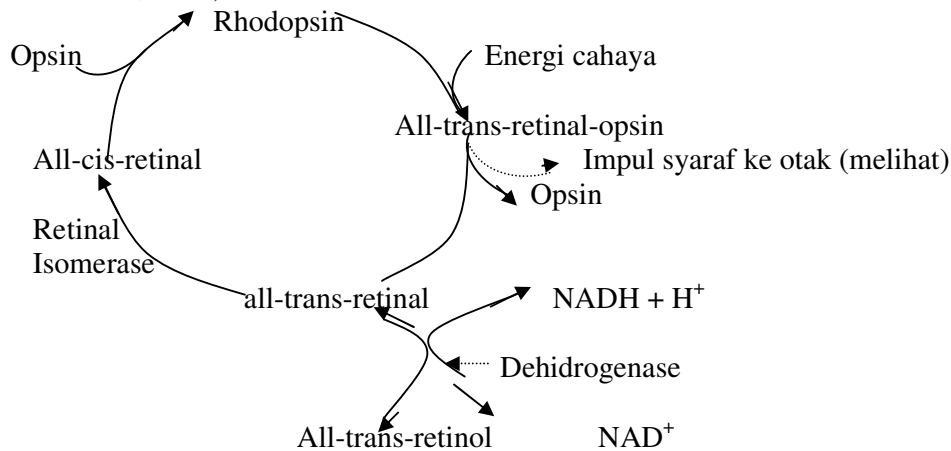 Rhodopsin
Opsin
Energi cahaya
All-trans-retinal-opsin
All-cis-retinal
Impul syaraf ke otak (melihat)
Opsin
Retinal
Isomerase
all-trans-retinal
NADH + H⁺
Dehidrogenase
All-trans-retinol
NAD⁺